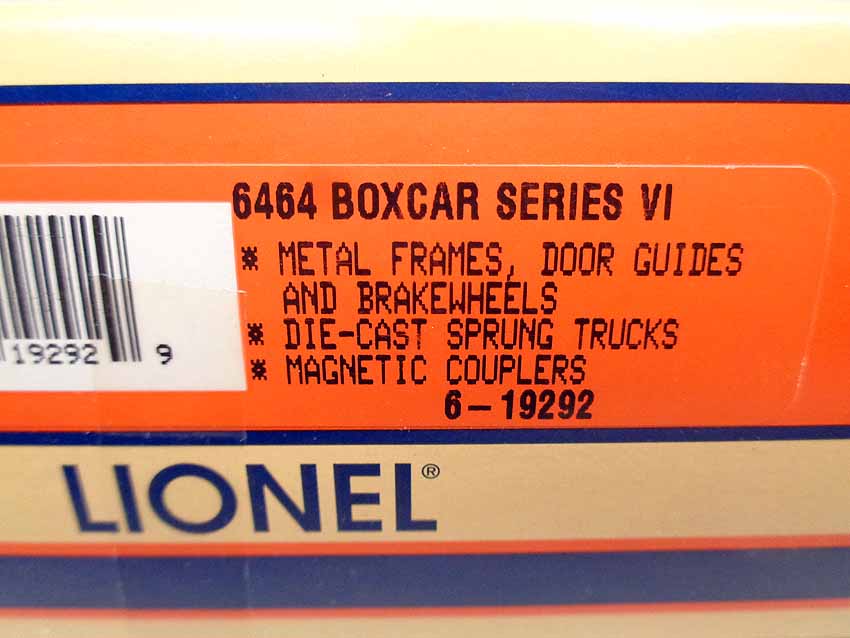 6464 BOXCAR SERIES VI
* METAL FRAMES, DOOR GUIDES
AND BRAKEWHEELS
* DIE-CAST SPRUNG TRUCKS
* MAGNETIC COUPLERS
6-19292
19292 9
LIONEL®